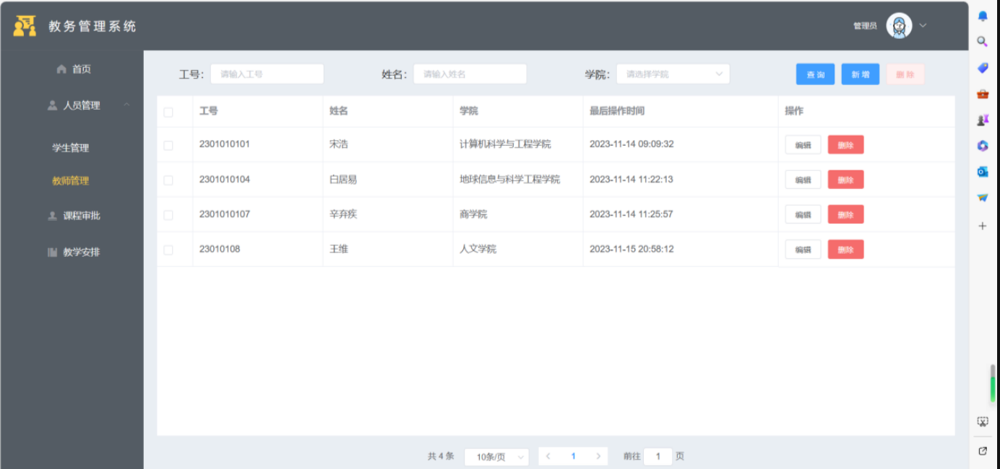 教务管理系统
管理员
首页
人员管理
学生管理
教师管理
课程审批
教学安排
工号: 请输入工号 姓名: 请输入姓名 学院: 请选择学院 查询 新增 删除
工号 姓名 学院 最后操作时间 操作
2301010101 宋浩 计算机科学与工程学院 2023-11-14 09:09:32 编辑 删除
2301010104 白居易 地球信息与科学工程学院 2023-11-14 11:22:13 编辑 删除
2301010107 辛弃疾 商学院 2023-11-14 11:25:57 编辑 删除
23010108 王维 人文学院 2023-11-15 20:58:12 编辑 删除
共 4 条 10条/页 1 前往 1 页